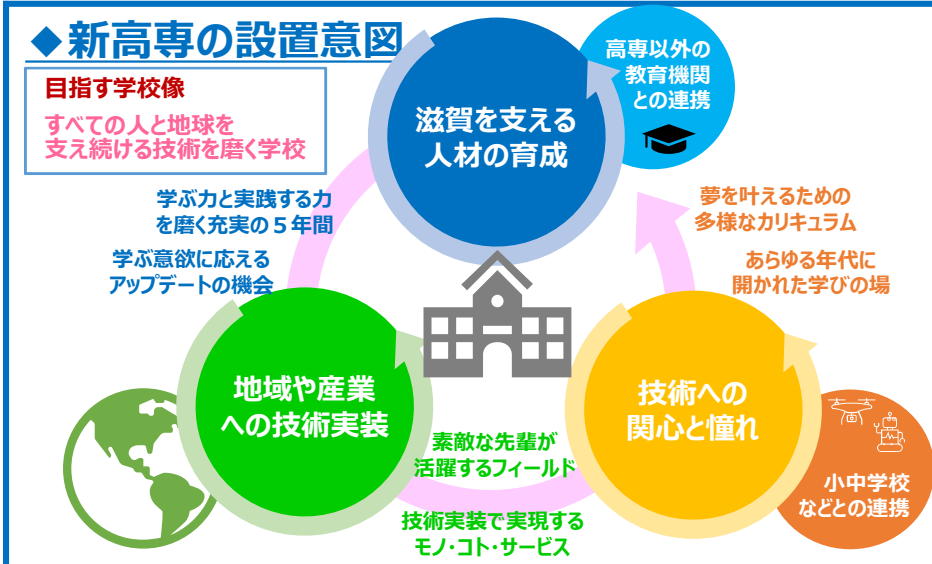 ◆新高専の設置意図
目指す学校像
すべての人と地球を
支え続ける技術を磨く学校
滋賀を支える
人材の育成
高専以外の
教育機関
との連携
学ぶ力と実践する力
を磨く充実の５年間
学ぶ意欲に応える
アップデートの機会
夢を叶えるための
多様なカリキュラム
あらゆる年代に
開かれた学びの場
地域や産業
への技術実装
技術への
関心と憧れ
素敵な先輩が
活躍するフィールド
技術実装で実現する
モノ・コト・サービス
小中学校
などとの連携